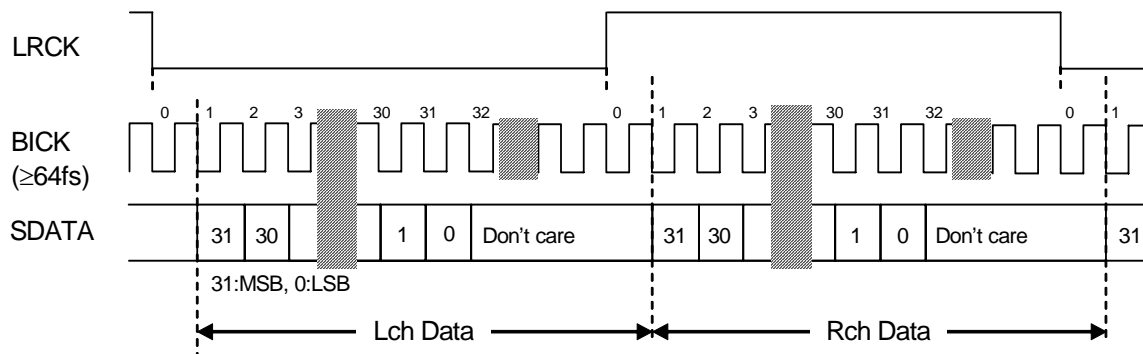 LRCK
0 1 2 3 30 31 32 0 1 2 3 30 31 32 0 1
BICK
(≥64fs)
SDATA 31 30 1 0 Don't care 31 30 1 0 Don't care 31
31:MSB, 0:LSB
Lch Data Rch Data